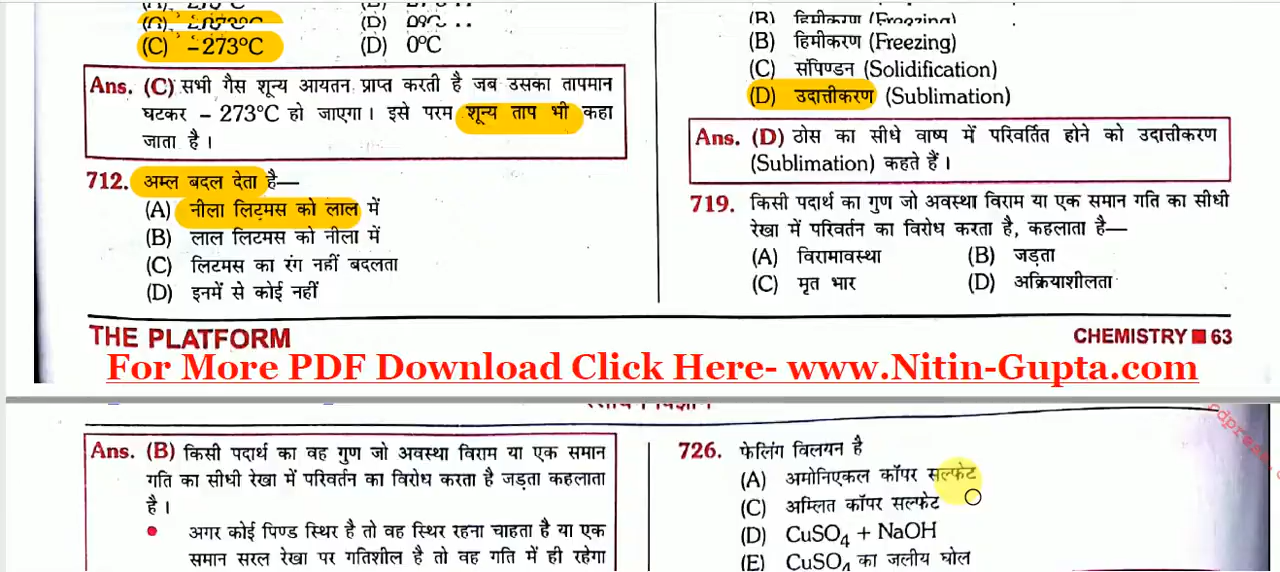 (C) –273°C (D) 0°C
Ans. (C) सभी गैस शून्य आयतन प्राप्त करती है जब उसका तापमान
घटकर – 273°C हो जाएगा। इसे परम शून्य ताप भी कहा
जाता है।
712. अम्ल बदल देता है—
(A) नीला लिटमस को लाल में
(B) लाल लिटमस को नीला में
(C) लिटमस का रंग नहीं बदलता
(D) इनमें से कोई नहीं
(B) हिमीकरण (Freezing)
(B) हिमीकरण (Freezing)
(C) संपिण्डन (Solidification)
(D) उदात्तीकरण (Sublimation)
Ans. (D) ठोस का सीधे वाष्प में परिवर्तित होने को उदात्तीकरण
(Sublimation) कहते हैं।
719. किसी पदार्थ का गुण जो अवस्था विराम या एक समान गति का सीधी
रेखा में परिवर्तन का विरोध करता है, कहलाता है—
(A) विरामावस्था (B) जड़ता
(C) मृत भार (D) अक्रियाशीलता
THE PLATFORM CHEMISTRY 63
For More PDF Download Click Here- www.Nitin-Gupta.com
Ans. (B) किसी पदार्थ का वह गुण जो अवस्था विराम या एक समान
गति का सीधी रेखा में परिवर्तन का विरोध करता है जड़ता कहलाता
है।
• अगर कोई पिण्ड स्थिर है तो वह स्थिर रहना चाहता है या एक
समान सरल रेखा पर गतिशील है तो वह गति में ही रहेगा
726. फेलिंग विलयन है
(A) अमोनिएकल कॉपर सल्फेट
(C) अम्लित कॉपर सल्फेट
(D) CuSO4 + NaOH
(E) CuSO4 का जलीय घोल